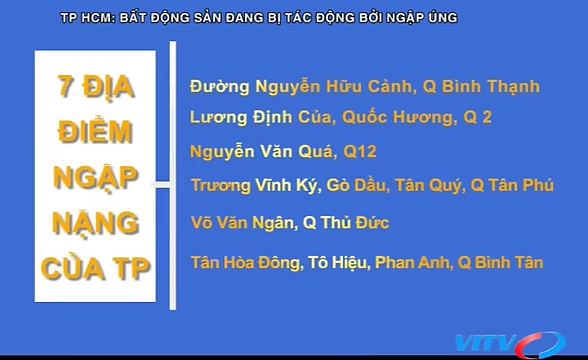 TP HCM: BẤT ĐỘNG SẢN ĐANG BỊ TÁC ĐỘNG BỞI NGẬP ÚNG
7 ĐỊA
ĐIỂM
NGẬP
NẶNG
CỦA TP
Đường Nguyễn Hữu Cảnh, Q Bình Thạnh
Lương Định Của, Quốc Hương, Q 2
Nguyễn Văn Quá, Q12
Trương Vĩnh Ký, Gò Dầu, Tân Quý, Q Tân Phú
Võ Văn Ngân, Q Thủ Đức
Tân Hòa Đông, Tô Hiệu, Phan Anh, Q Bình Tân
VITV